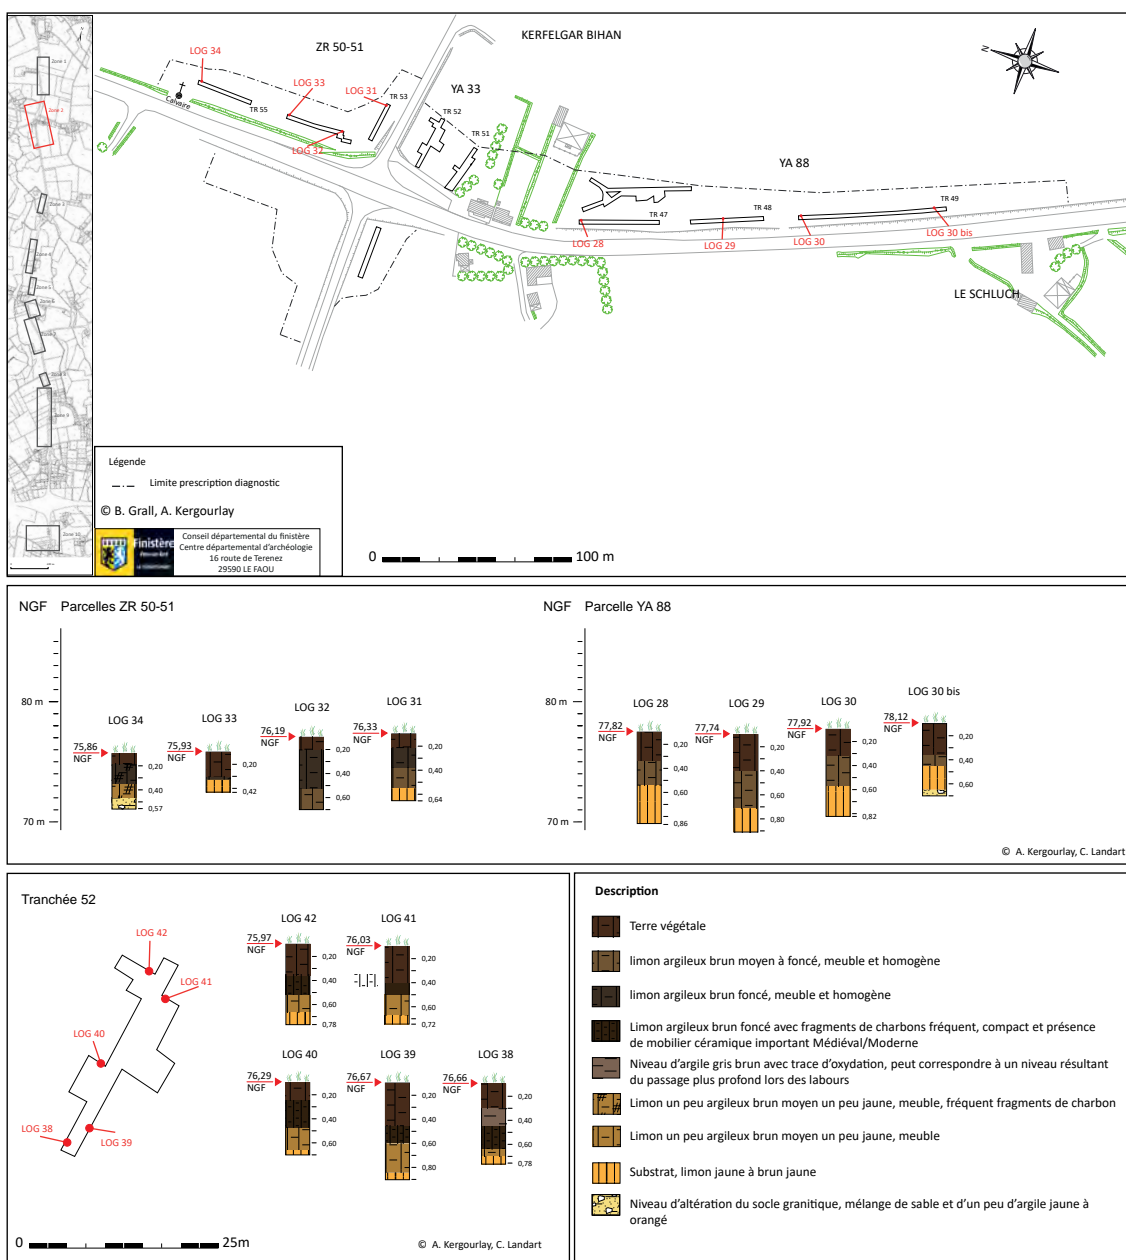 Zone 1
Zone 2
Zone 9
Zone 10
ZR 50-51
KERFELGAR BIHAN
N
LOG 34
LOG 33
LOG 31
LOG 32
Calvaire
TR 55
TR 53
YA 33
TR 52
TR 51
YA 88
TR 47
TR 48
TR 49
LOG 28
LOG 29
LOG 30
LOG 30 bis
LE SCHLUCH
Légende
Limite prescription diagnostic
© B. Grall, A. Kergourlay
Finistère
Conseil départemental du finistère
Centre départemental d'archéologie
16 route de Terenez
29590 LE FAOU
0 100 m
NGF Parcelles ZR 50-51
80 m
70 m
LOG 34
75,86
NGF
0,20
0,40
0,57
LOG 33
75,93
NGF
0,20
0,42
LOG 32
76,19
NGF
0,20
0,40
0,60
LOG 31
76,33
NGF
0,20
0,40
0,64
NGF Parcelle YA 88
80 m
70 m
LOG 28
77,82
NGF
0,20
0,40
0,60
0,86
LOG 29
77,74
NGF
0,20
0,40
0,60
0,80
LOG 30
77,92
NGF
0,20
0,40
0,60
0,82
LOG 30 bis
78,12
NGF
0,20
0,40
0,60
© A. Kergourlay, C. Landart
Tranchée 52
LOG 42
LOG 41
LOG 40
LOG 38
LOG 39
0 25m
LOG 42
75,97
NGF
0,20
0,40
0,60
0,78
LOG 41
76,03
NGF
0,20
0,40
0,60
0,72
LOG 40
76,29
NGF
0,20
0,40
0,60
LOG 39
76,67
NGF
0,20
0,40
0,60
0,80
LOG 38
76,66
NGF
0,20
0,40
0,60
0,78
© A. Kergourlay, C. Landart
Description
Terre végétale
limon argileux brun moyen à foncé, meuble et homogène
limon argileux brun foncé, meuble et homogène
Limon argileux brun foncé avec fragments de charbons fréquent, compact et présence
de mobilier céramique important Médiéval/Moderne
Niveau d'argile gris brun avec trace d'oxydation, peut correspondre à un niveau résultant
du passage plus profond lors des labours
Limon un peu argileux brun moyen un peu jaune, meuble, fréquent fragments de charbon
Limon un peu argileux brun moyen un peu jaune, meuble
Substrat, limon jaune à brun jaune
Niveau d'altération du socle granitique, mélange de sable et d'un peu d'argile jaune à
orangé